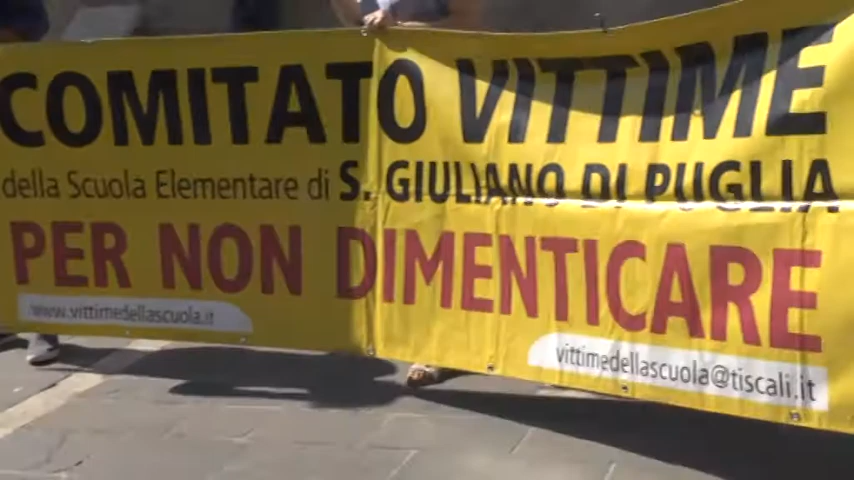 COMITATO VITTIME
della Scuola Elementare di S. GIULIANO DI PUGLIA
PER NON DIMENTICARE
www.vittimedellascuola.it
vittimedellascuola@tiscali.it